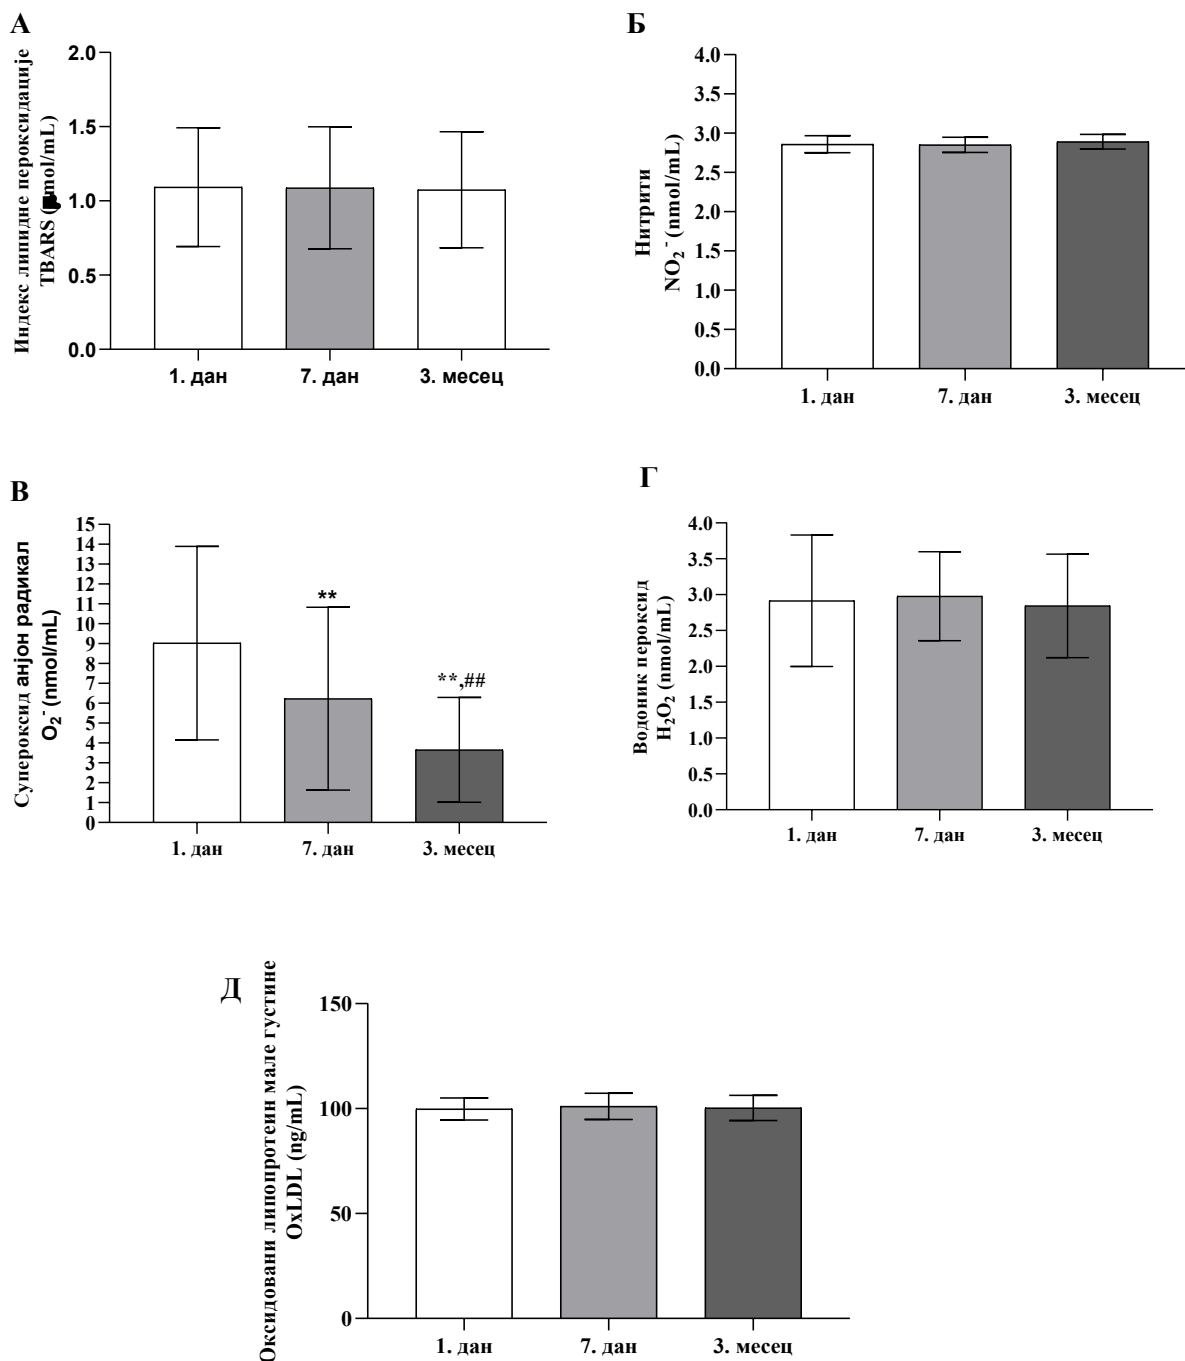 А
Индекс липидне пероксидације
TBARS (mol/mL)
2.0
1.5
1.0
0.5
0.0
1. дан 7. дан 3. месец
Б
Нитрити
NO₂⁻ (nmol/mL)
4.0
3.5
3.0
2.5
2.0
1.5
1.0
0.5
0.0
1. дан 7. дан 3. месец
В
Супероксид анјон радикал
O₂⁻ (nmol/mL)
15
14
13
12
11
10
9
8
7
6
5
4
3
2
1
0
**
**,##
1. дан 7. дан 3. месец
Г
Водоник пероксид
H₂O₂ (nmol/mL)
4.0
3.5
3.0
2.5
2.0
1.5
1.0
0.5
0.0
1. дан 7. дан 3. месец
Д
Оксидовани липопротеин мале густине
OxLDL (ng/mL)
150
100
50
0
1. дан 7. дан 3. месец